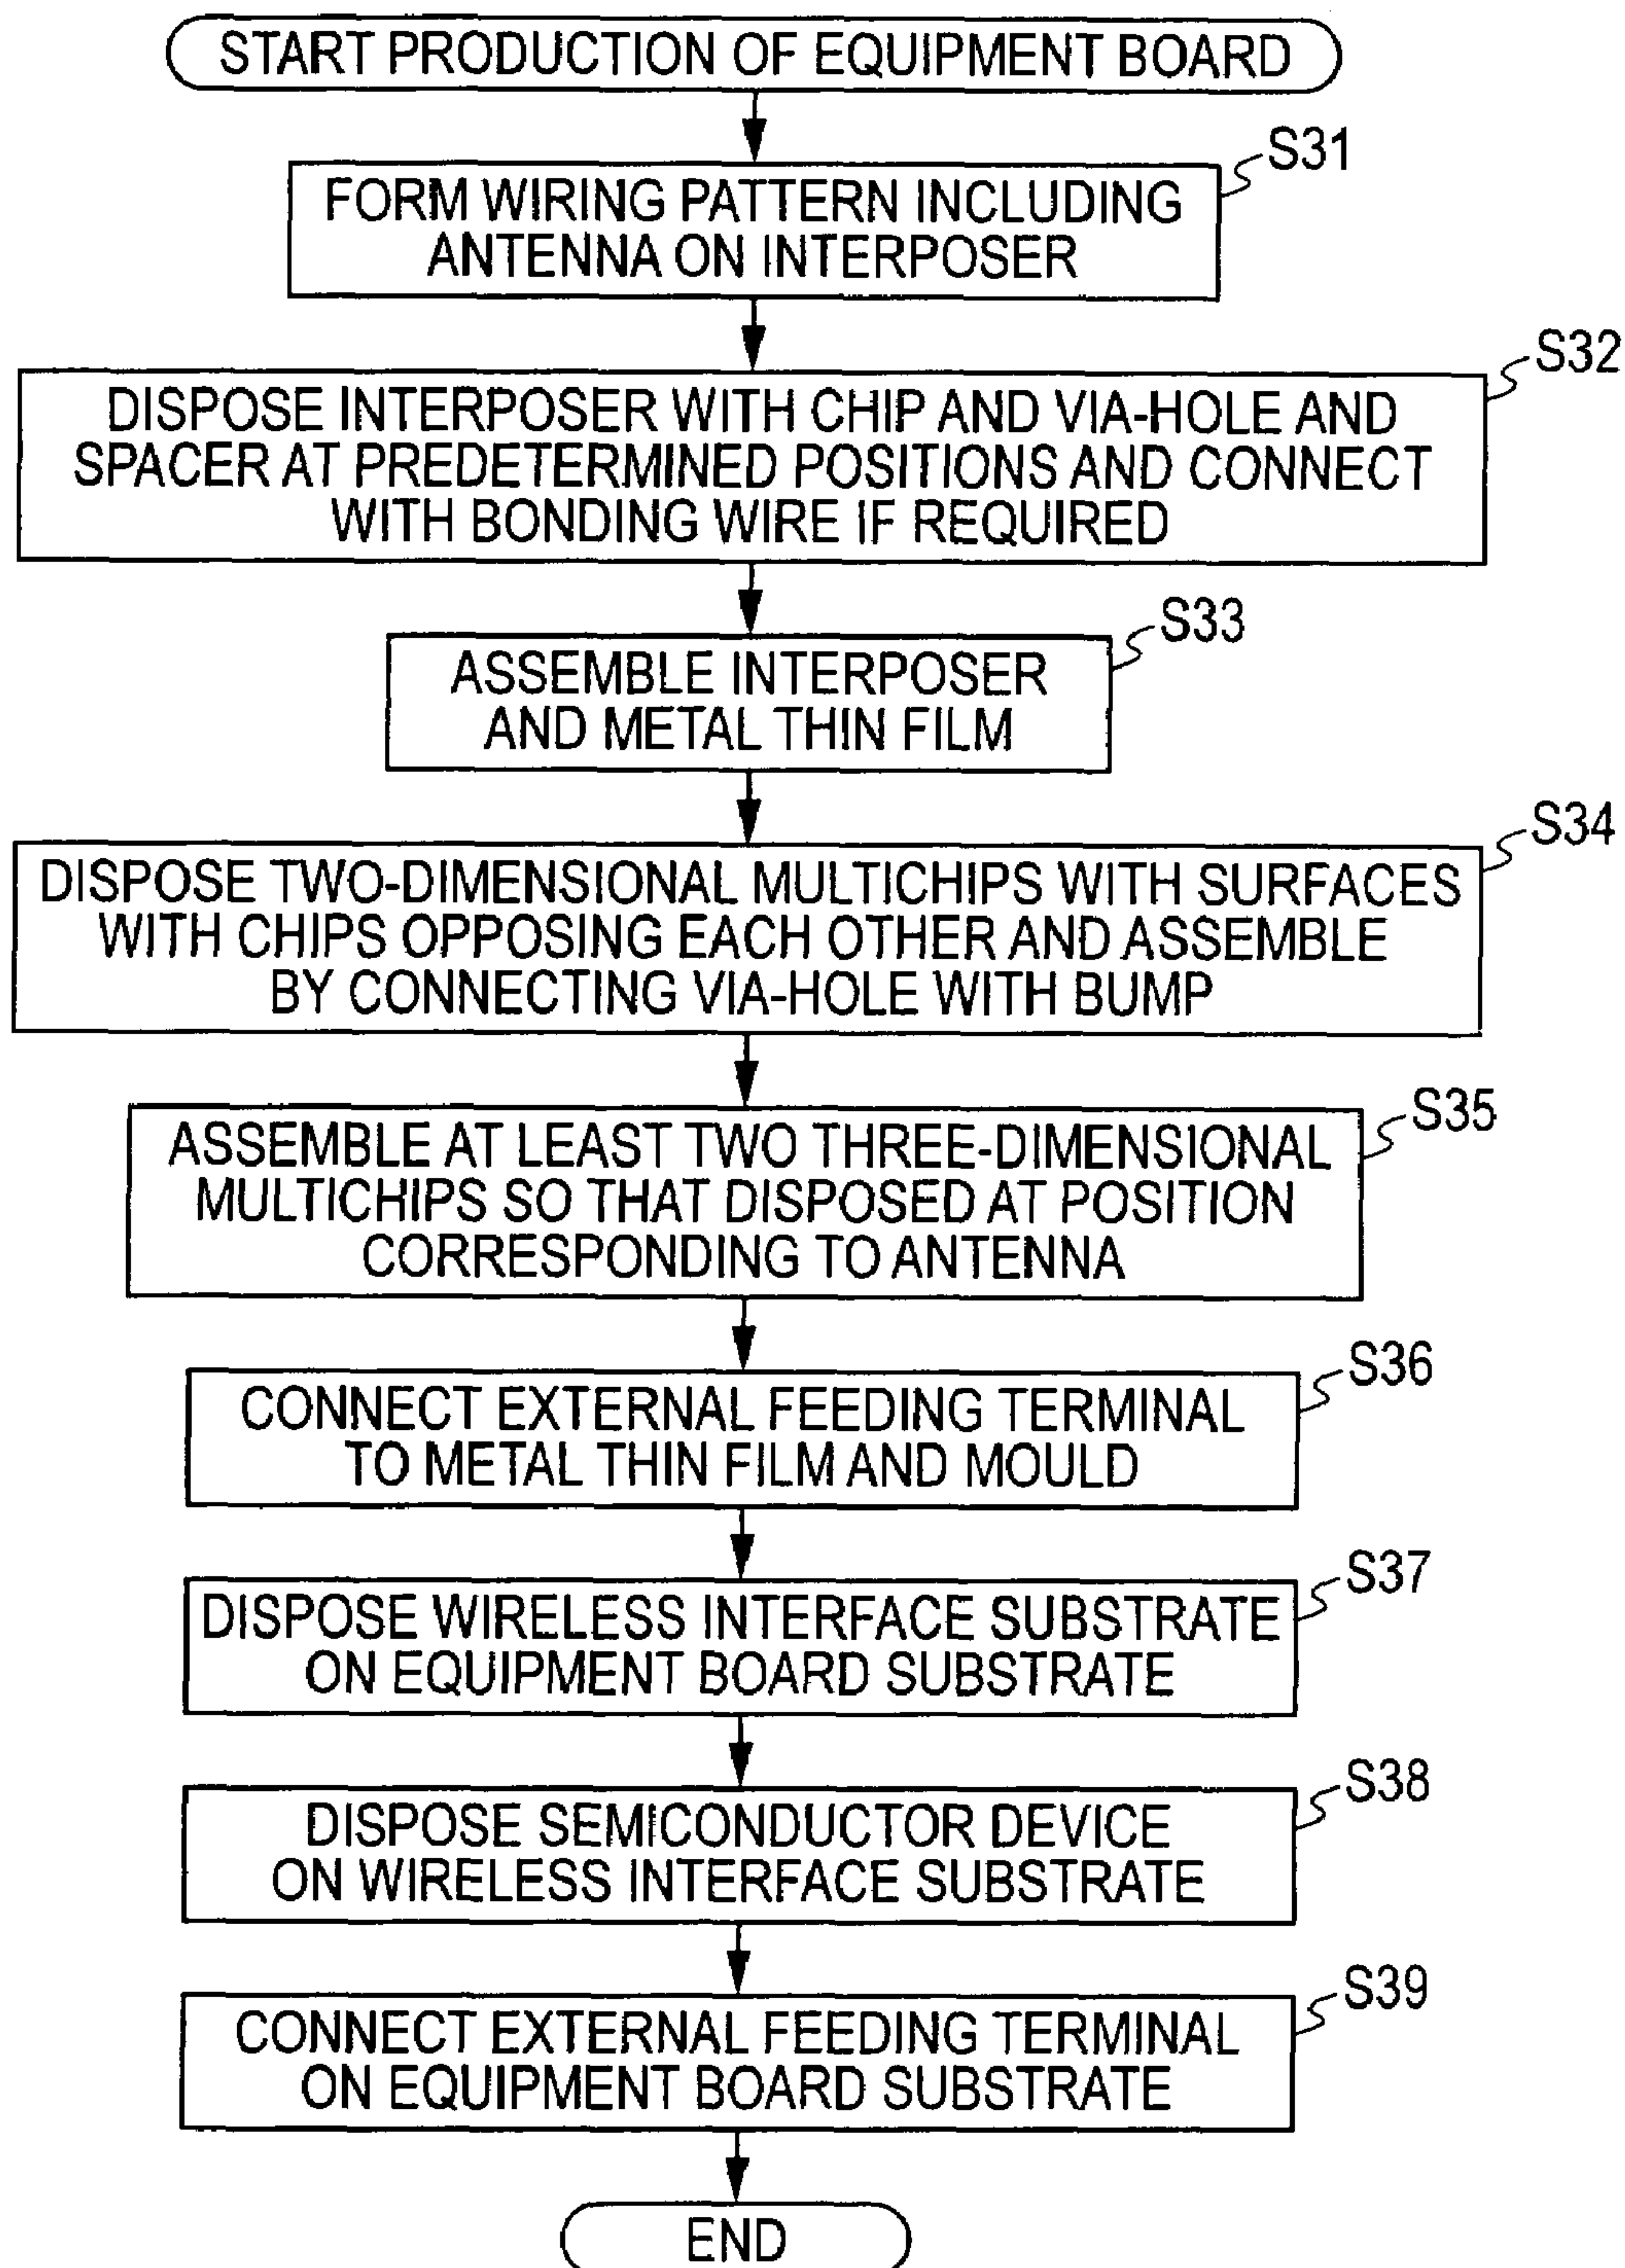 START PRODUCTION OF EQUIPMENT BOARD
S31
FORM WIRING PATTERN INCLUDING
ANTENNA ON INTERPOSER
S32
DISPOSE INTERPOSER WITH CHIP AND VIA-HOLE AND
SPACER AT PREDETERMINED POSITIONS AND CONNECT
WITH BONDING WIRE IF REQUIRED
S33
ASSEMBLE INTERPOSER
AND METAL THIN FILM
S34
DISPOSE TWO-DIMENSIONAL MULTICHIPS WITH SURFACES
WITH CHIPS OPPOSING EACH OTHER AND ASSEMBLE
BY CONNECTING VIA-HOLE WITH BUMP
S35
ASSEMBLE AT LEAST TWO THREE-DIMENSIONAL
MULTICHIPS SO THAT DISPOSED AT POSITION
CORRESPONDING TO ANTENNA
S36
CONNECT EXTERNAL FEEDING TERMINAL
TO METAL THIN FILM AND MOULD
S37
DISPOSE WIRELESS INTERFACE SUBSTRATE
ON EQUIPMENT BOARD SUBSTRATE
S38
DISPOSE SEMICONDUCTOR DEVICE
ON WIRELESS INTERFACE SUBSTRATE
S39
CONNECT EXTERNAL FEEDING TERMINAL
ON EQUIPMENT BOARD SUBSTRATE
END